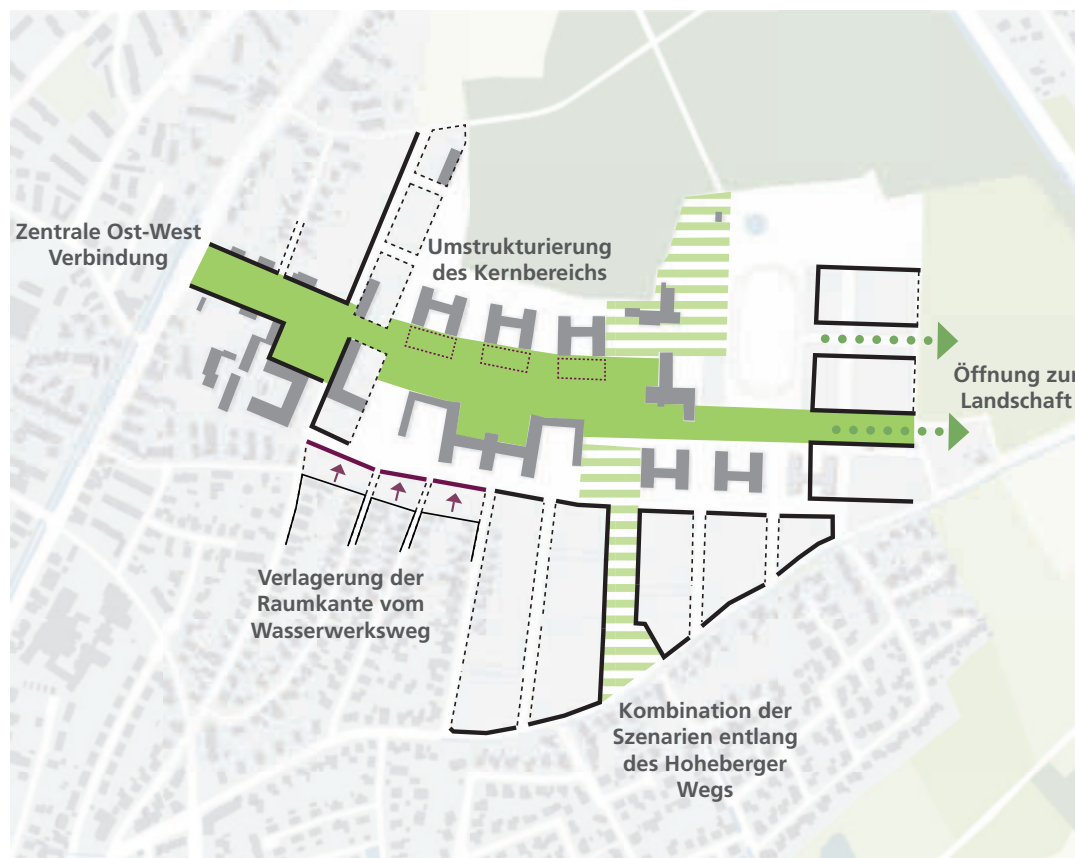 Zentrale Ost-West
Verbindung
Umstrukturierung
des Kernbereichs
Öffnung zur
Landschaft
Verlagerung der
Raumkante vom
Wasserwerksweg
Kombination der
Szenarien entlang
des Hoheberger
Wegs